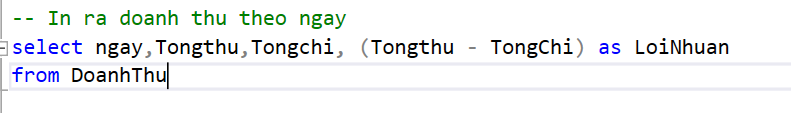 -- In ra doanh thu theo ngay
select ngay,Tongthu,Tongchi, (Tongthu - TongChi) as LoiNhuan
from DoanhThu